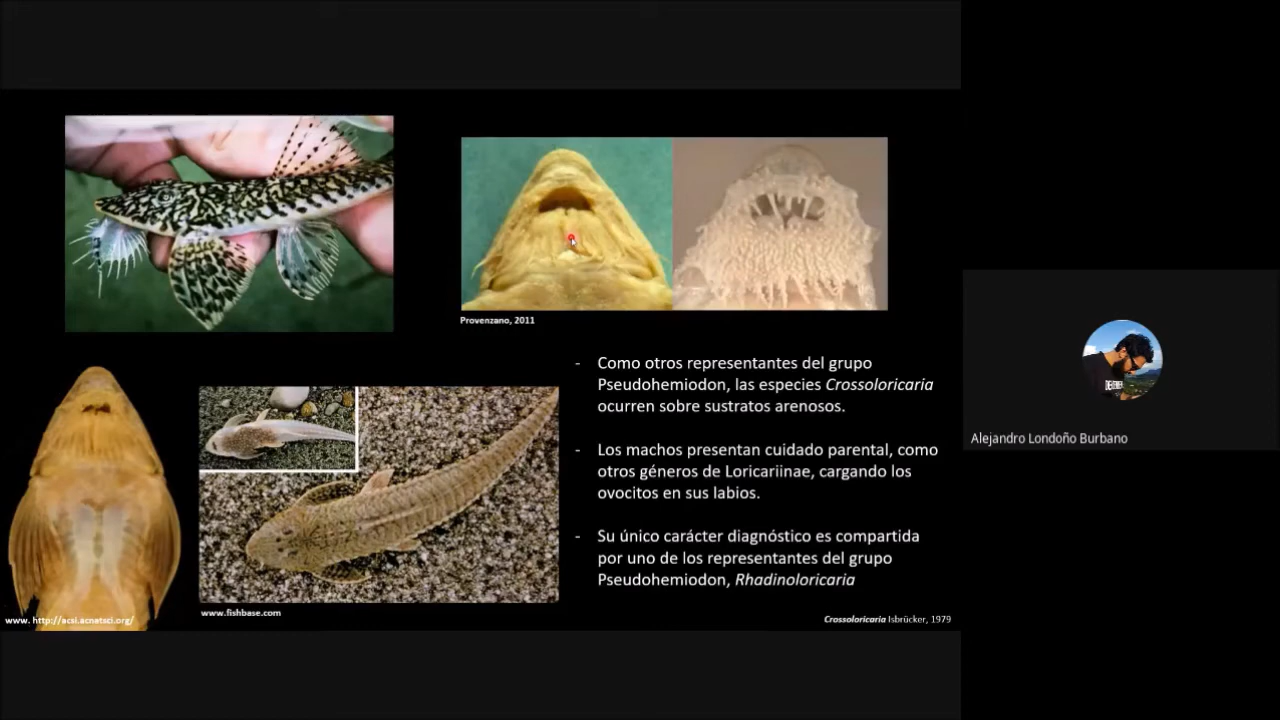 Provenzano, 2011
- Como otros representantes del grupo
Pseudohemiodon, las especies Crossoloricaria
ocurren sobre sustratos arenosos.
- Los machos presentan cuidado parental, como
otros géneros de Loricariinae, cargando los
ovocitos en sus labios.
- Su único carácter diagnóstico es compartida
por uno de los representantes del grupo
Pseudohemiodon, Rhadinoloricaria
www.fishbase.com
www. http://acsi.acnatsci.org/
Crossoloricaria Isbrücker, 1979
Alejandro Londoño Burbano